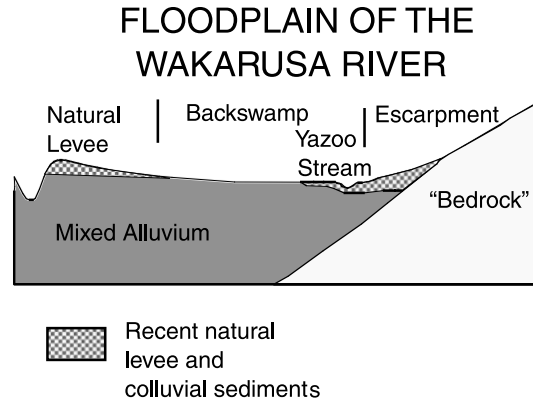 FLOODPLAIN OF THE
WAKARUSA RIVER
Natural
Levee
Backswamp
Escarpment
Yazoo
Stream
"Bedrock"
Mixed Alluvium
Recent natural
levee and
colluvial sediments